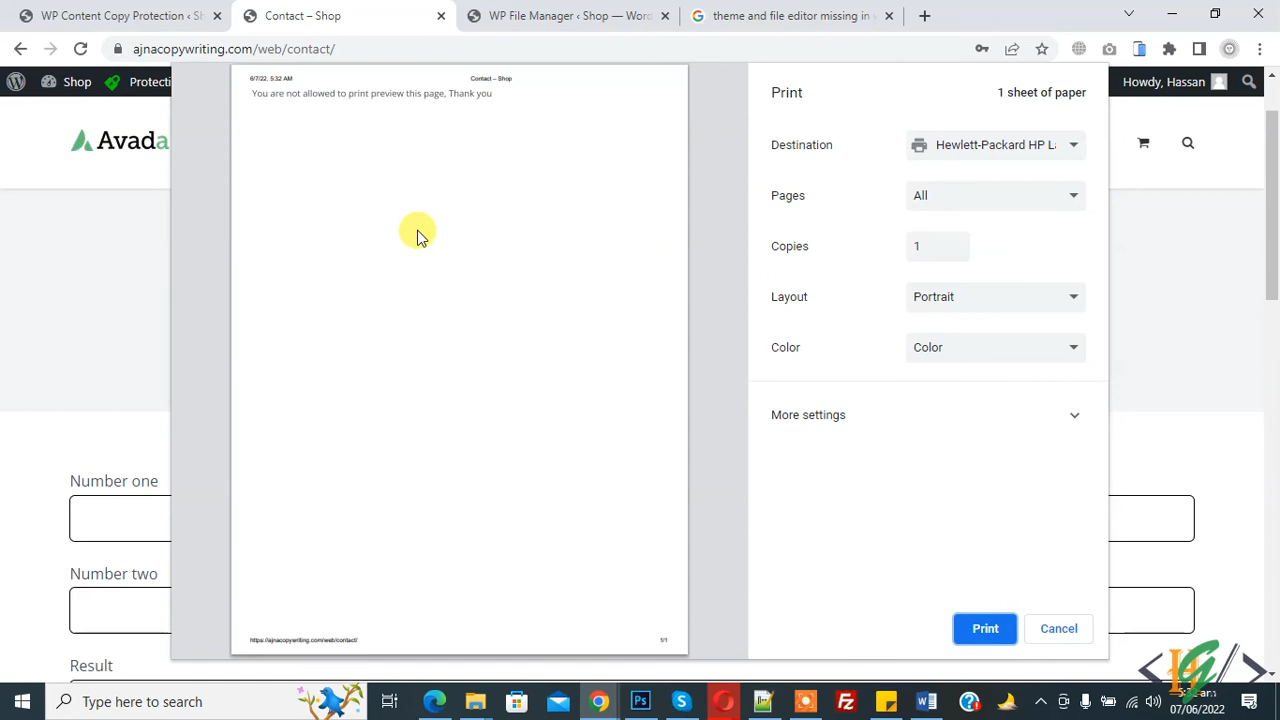 WP Copy Protection ‹ Sh
Contact – Shop
WP File Manager ‹ Shop — Word
theme and file editor missing in v
ajnacopywriting.com/web/contact/
Shop
Protecti
Howdy, Hassan
Avada
6/7/22, 5:32 AM
Contact – Shop
You are not allowed to print preview this page, Thank you
https://ajnacopywriting.com/web/contact/
1/1
Print
1 sheet of paper
Destination
Hewlett-Packard HP La
Pages
All
Copies
1
Layout
Portrait
Color
Color
More settings
Print
Cancel
Number one
Number two
Result
Type here to search
07/06/2022